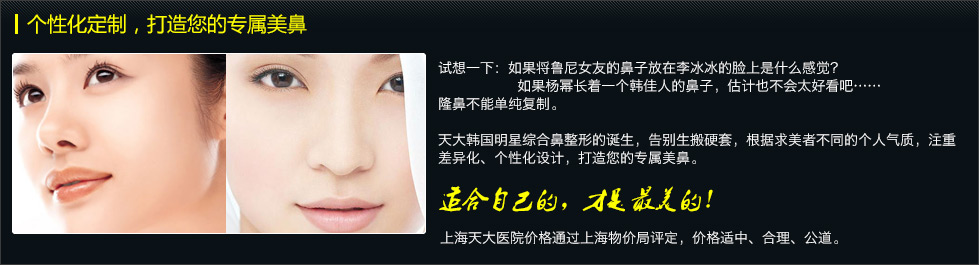 个性化定制，打造您的专属美鼻
试想一下：如果将鲁尼女友的鼻子放在李冰冰的脸上是什么感觉？
如果杨幂长着一个韩佳人的鼻子，估计也不会太好看吧……
隆鼻不能单纯复制。
天大韩国明星综合鼻整形的诞生，告别生搬硬套，根据求美者不同的个人气质，注重
差异化、个性化设计，打造您的专属美鼻。
适合自己的，才是最美的！
上海天大医院价格通过上海物价局评定，价格适中、合理、公道。